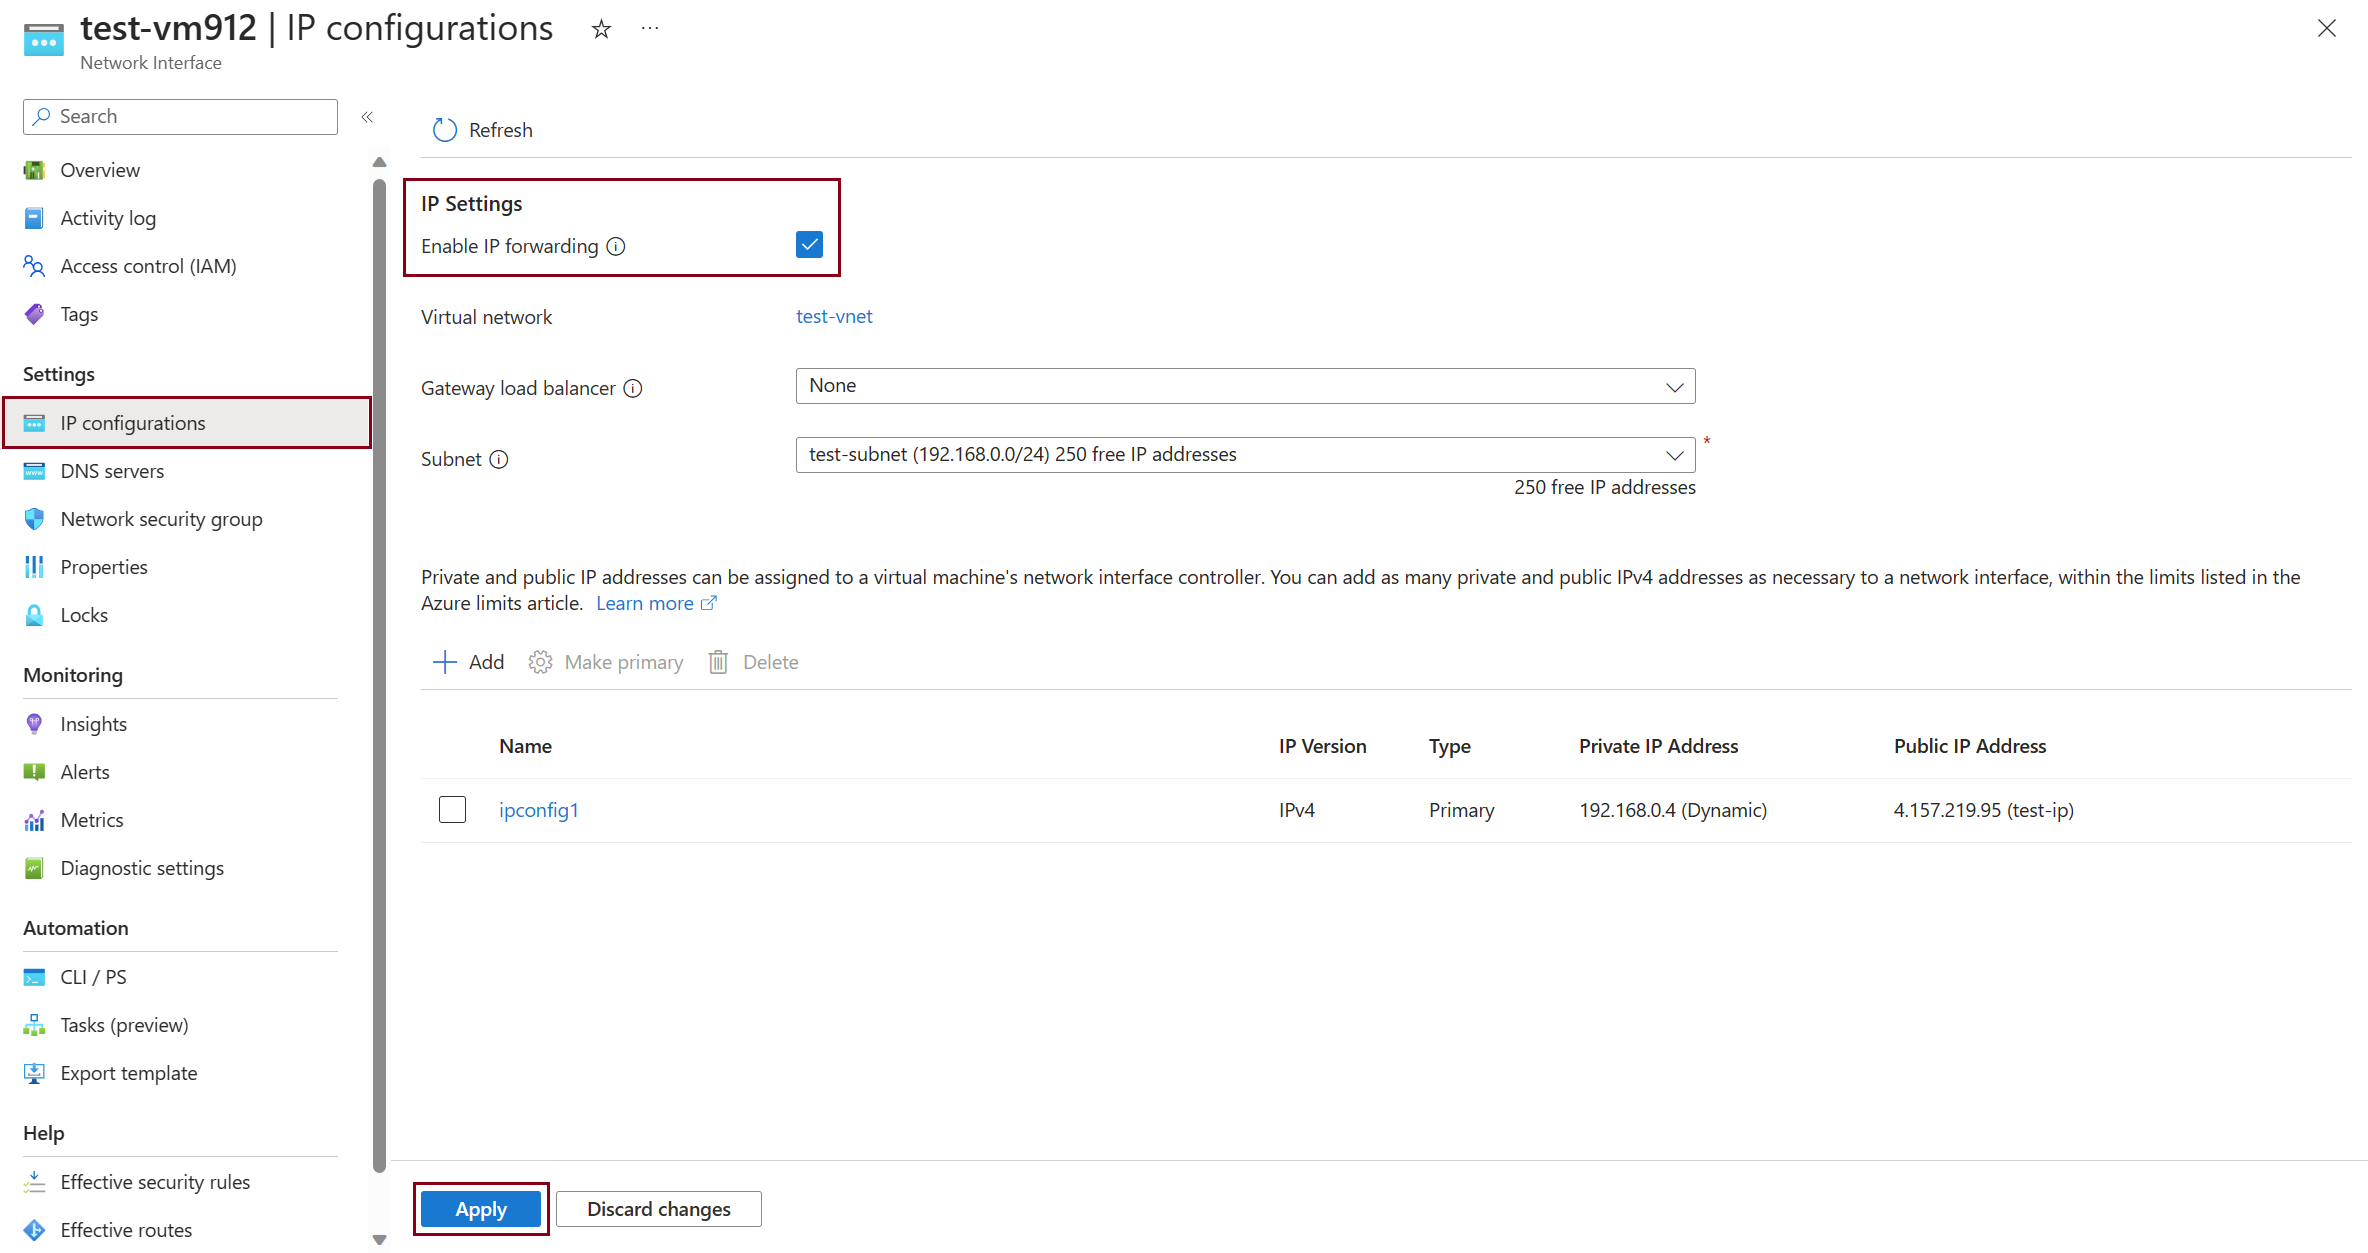 test-vm912 | IP configurations
Network Interface
Search
Overview
Activity log
Access control (IAM)
Tags
Settings
IP configurations
DNS servers
Network security group
Properties
Locks
Monitoring
Insights
Alerts
Metrics
Diagnostic settings
Automation
CLI / PS
Tasks (preview)
Export template
Help
Effective security rules
Effective routes
Refresh
IP Settings
Enable IP forwarding
Virtual network test-vnet
Gateway load balancer None
Subnet test-subnet (192.168.0.0/24) 250 free IP addresses *
250 free IP addresses
Private and public IP addresses can be assigned to a virtual machine's network interface controller. You can add as many private and public IPv4 addresses as necessary to a network interface, within the limits listed in the
Azure limits article. Learn more
Add Make primary Delete
Name IP Version Type Private IP Address Public IP Address
ipconfig1 IPv4 Primary 192.168.0.4 (Dynamic) 4.157.219.95 (test-ip)
Apply Discard changes